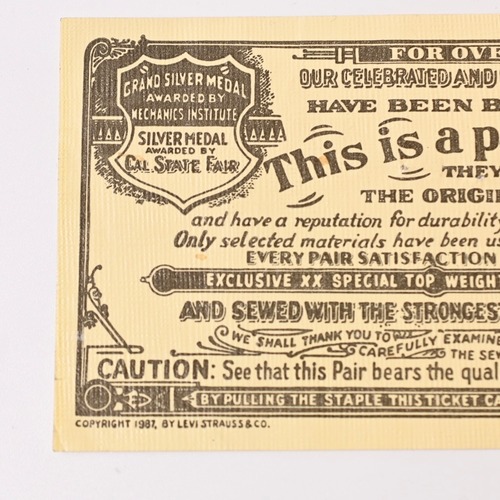 GRAND SILVER MEDAL
AWARDED BY
MECHANICS INSTITUTE
SILVER MEDAL
AWARDED BY
CAL. STATE FAIR
FOR OVE
OUR CELEBRATED AND
HAVE BEEN B
This is a p
THEY
THE ORIGI
and have a reputation for durability
Only selected materials have been us
EVERY PAIR SATISFACTION
EXCLUSIVE XX SPECIAL TOP WEIGH
AND SEWED WITH THE STRONGEST
WE SHALL THANK YOU TO
CAREFULLY EXAMINE
THE SEW
CAUTION: See that this Pair bears the qual
BY PULLING THE STAPLE THIS TICKET CA
COPYRIGHT 1987, BY LEVI STRAUSS & CO.